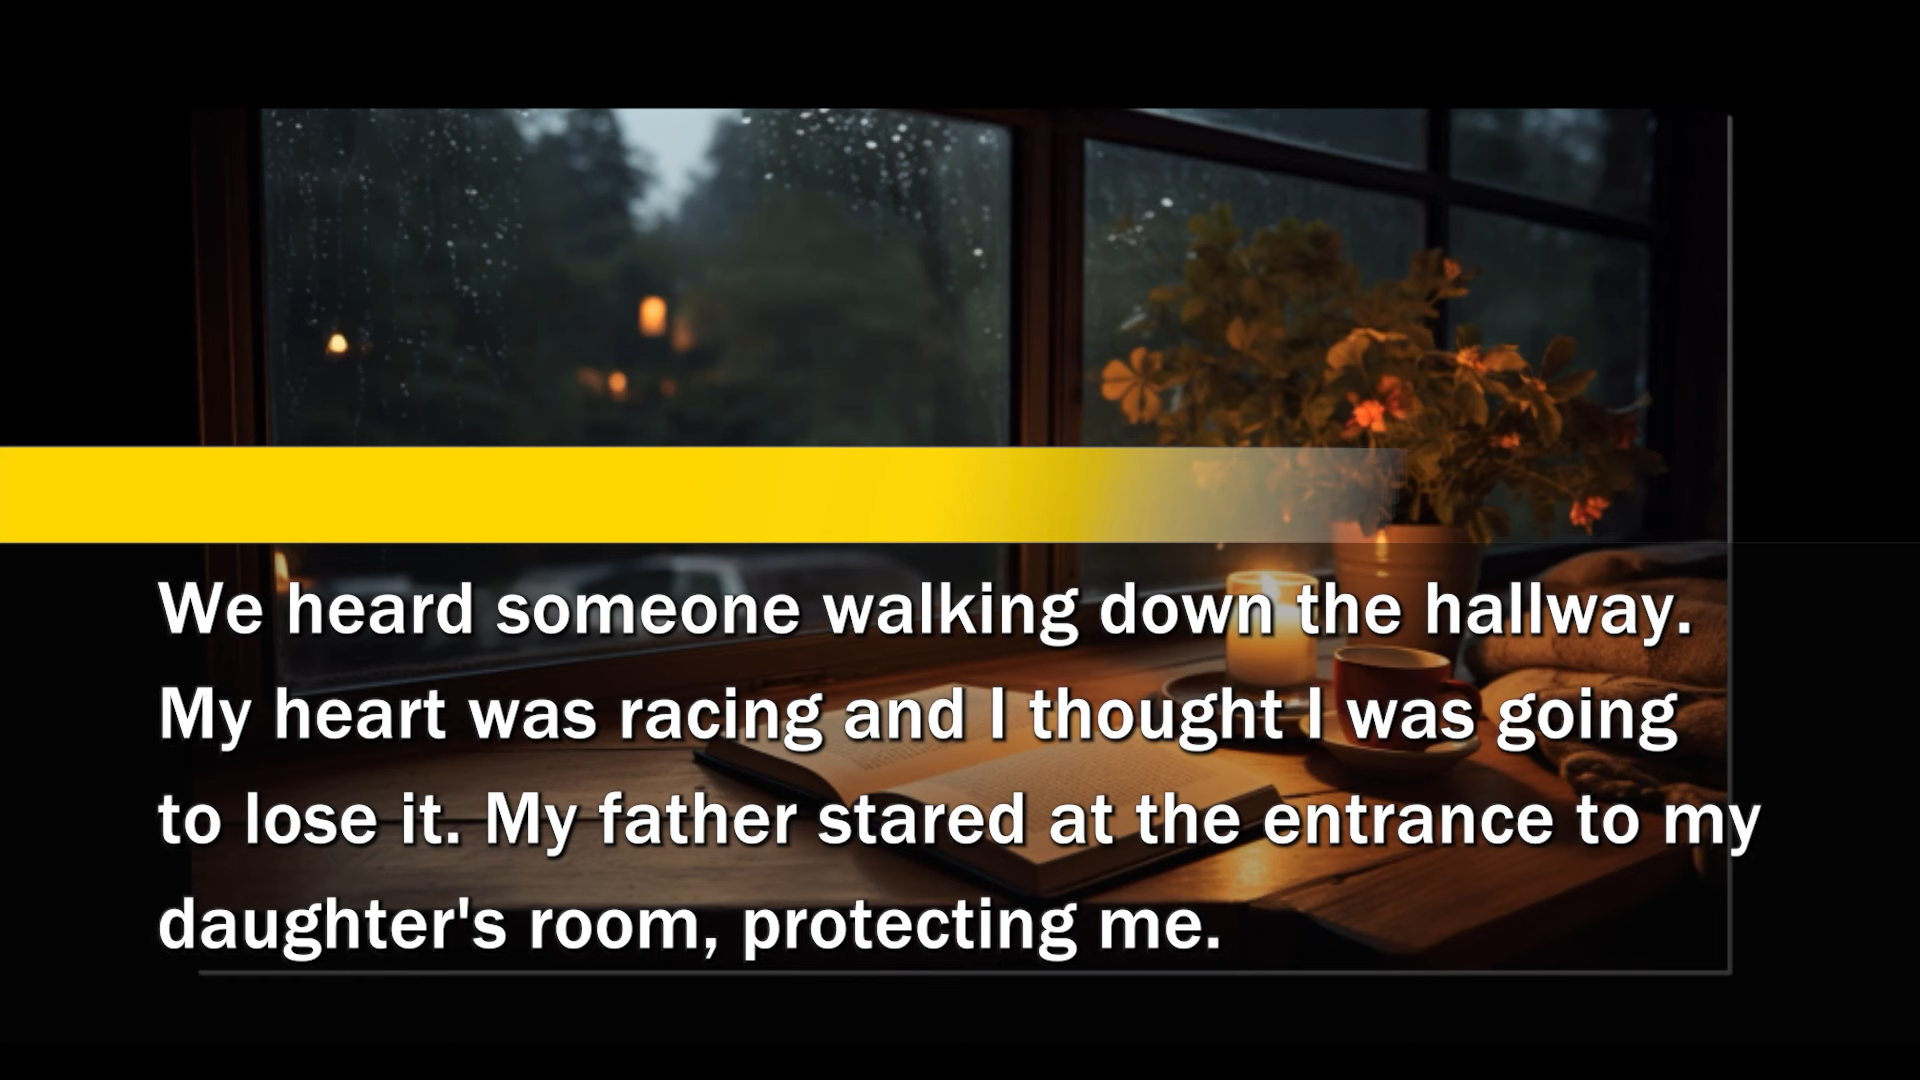 We heard someone walking down the hallway.
My heart was racing and I thought I was going
to lose it. My father stared at the entrance to my
daughter's room, protecting me.